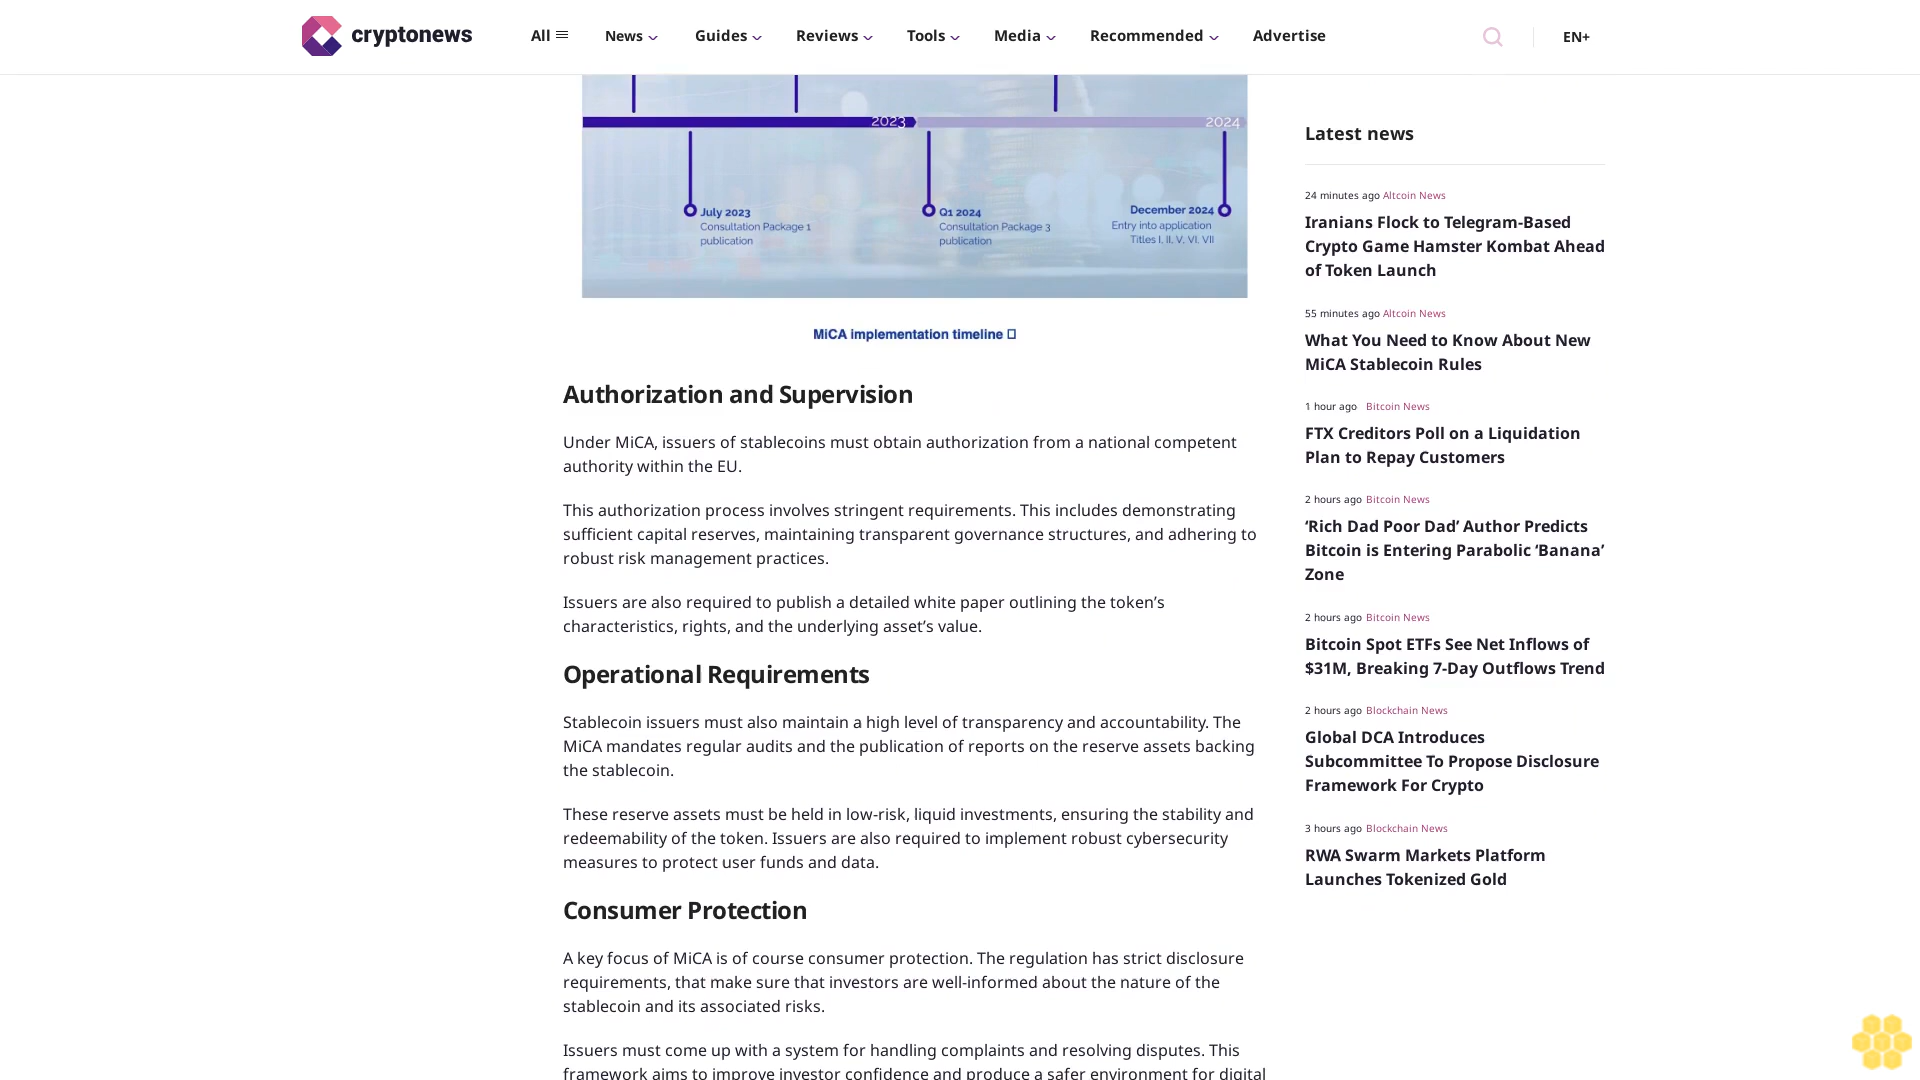 cryptonews
All
News
Guides
Reviews
Tools
Media
Recommended
Advertise
EN+
2023
2024
July 2023
Consultation Package 1
publication
Q1 2024
Consultation Package 3
publication
December 2024
Entry into application
Titles I, II, V, VI, VII
MiCA implementation timeline
Authorization and Supervision
Under MiCA, issuers of stablecoins must obtain authorization from a national competent
authority within the EU.
This authorization process involves stringent requirements. This includes demonstrating
sufficient capital reserves, maintaining transparent governance structures, and adhering to
robust risk management practices.
Issuers are also required to publish a detailed white paper outlining the token’s
characteristics, rights, and the underlying asset’s value.
Operational Requirements
Stablecoin issuers must also maintain a high level of transparency and accountability. The
MiCA mandates regular audits and the publication of reports on the reserve assets backing
the stablecoin.
These reserve assets must be held in low-risk, liquid investments, ensuring the stability and
redeemability of the token. Issuers are also required to implement robust cybersecurity
measures to protect user funds and data.
Consumer Protection
A key focus of MiCA is of course consumer protection. The regulation has strict disclosure
requirements, that make sure that investors are well-informed about the nature of the
stablecoin and its associated risks.
Issuers must come up with a system for handling complaints and resolving disputes. This
framework aims to improve investor confidence and produce a safer environment for digital
Latest news
24 minutes ago Altcoin News
Iranians Flock to Telegram-Based
Crypto Game Hamster Kombat Ahead
of Token Launch
55 minutes ago Altcoin News
What You Need to Know About New
MiCA Stablecoin Rules
1 hour ago Bitcoin News
FTX Creditors Poll on a Liquidation
Plan to Repay Customers
2 hours ago Bitcoin News
‘Rich Dad Poor Dad’ Author Predicts
Bitcoin is Entering Parabolic ‘Banana’
Zone
2 hours ago Bitcoin News
Bitcoin Spot ETFs See Net Inflows of
$31M, Breaking 7-Day Outflows Trend
2 hours ago Blockchain News
Global DCA Introduces
Subcommittee To Propose Disclosure
Framework For Crypto
3 hours ago Blockchain News
RWA Swarm Markets Platform
Launches Tokenized Gold